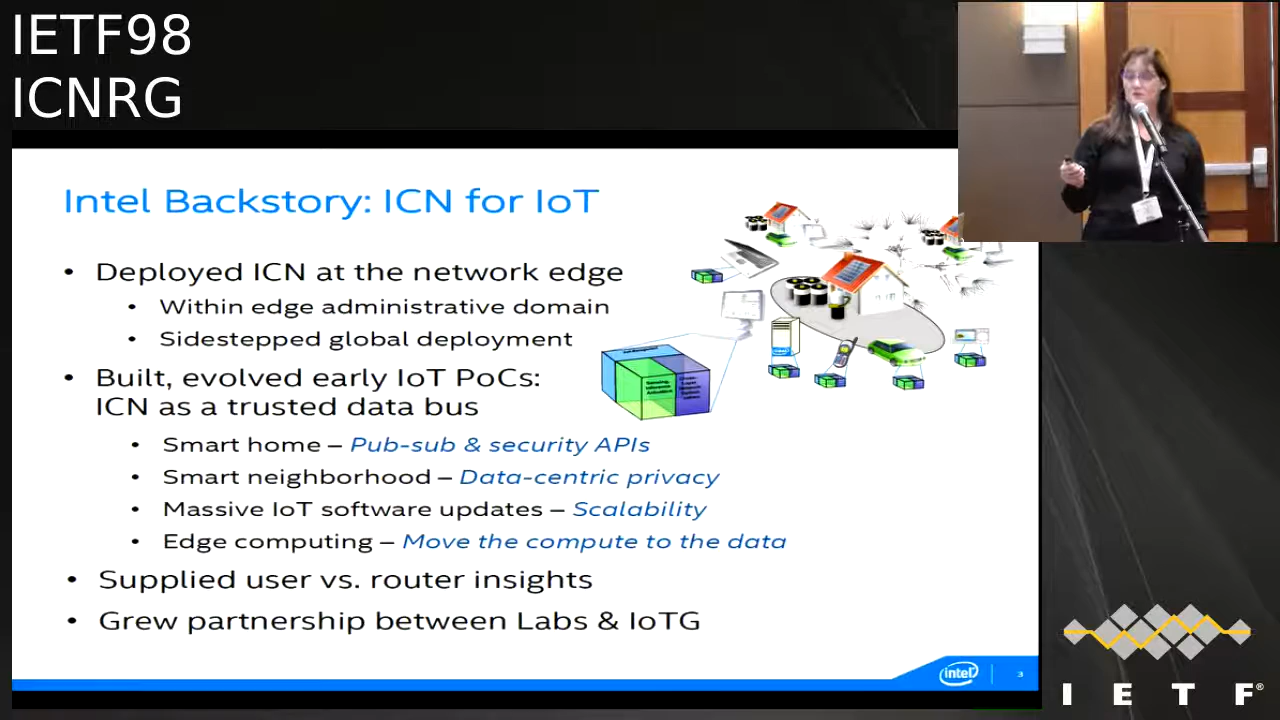 IETF98
ICNRG
Intel Backstory: ICN for IoT
• Deployed ICN at the network edge
• Within edge administrative domain
• Sidestepped global deployment
• Built, evolved early IoT PoCs:
ICN as a trusted data bus
• Smart home – Pub-sub & security APIs
• Smart neighborhood – Data-centric privacy
• Massive IoT software updates – Scalability
• Edge computing – Move the compute to the data
• Supplied user vs. router insights
• Grew partnership between Labs & IoTG
intel
3
I E T F®